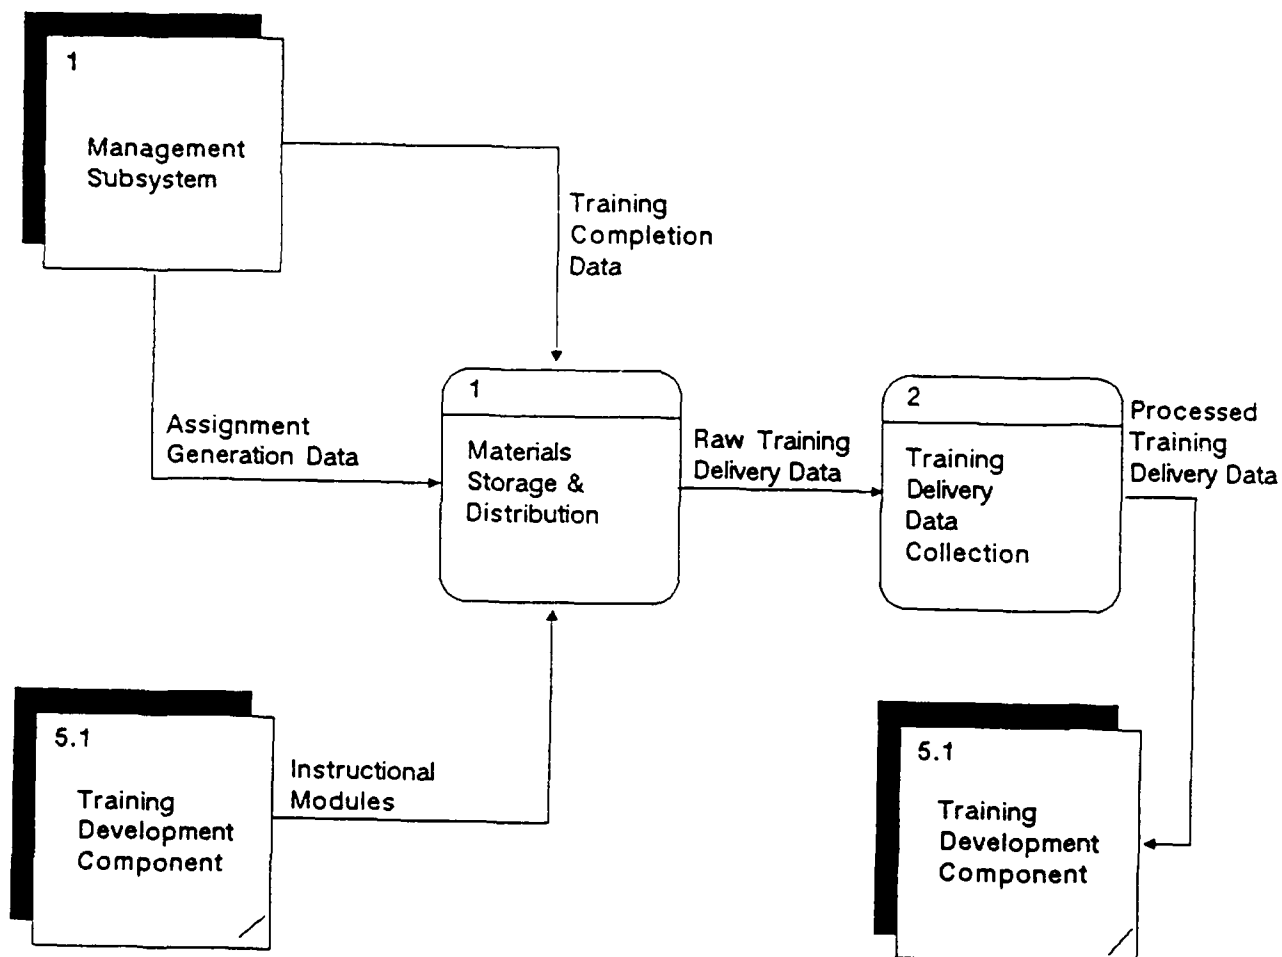 1
Management
Subsystem
Training
Completion
Data
Assignment
Generation Data
1
Materials
Storage &
Distribution
Raw Training
Delivery Data
2
Training
Delivery
Data
Collection
Processed
Training
Delivery Data
5.1
Training
Development
Component
Instructional
Modules
5.1
Training
Development
Component